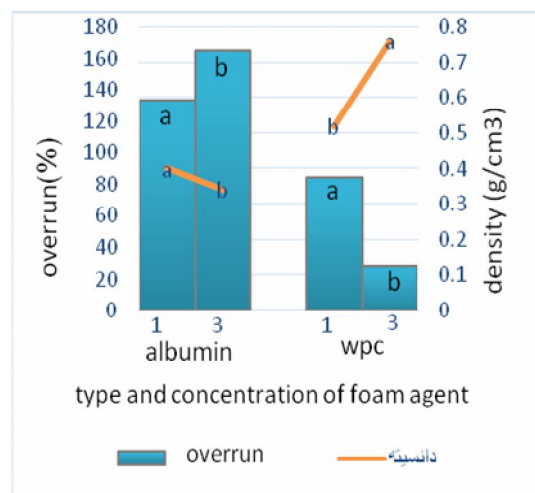 180 0.8
160 0.7
140 0.6
120 0.5
100 0.4
80 0.3
60 0.2
40 0.1
20 0
0
overrun(%)
density (g/cm3)
a b a b
a b b a
1 3 1 3
albumin wpc
type and concentration of foam agent
overrun دانسیته